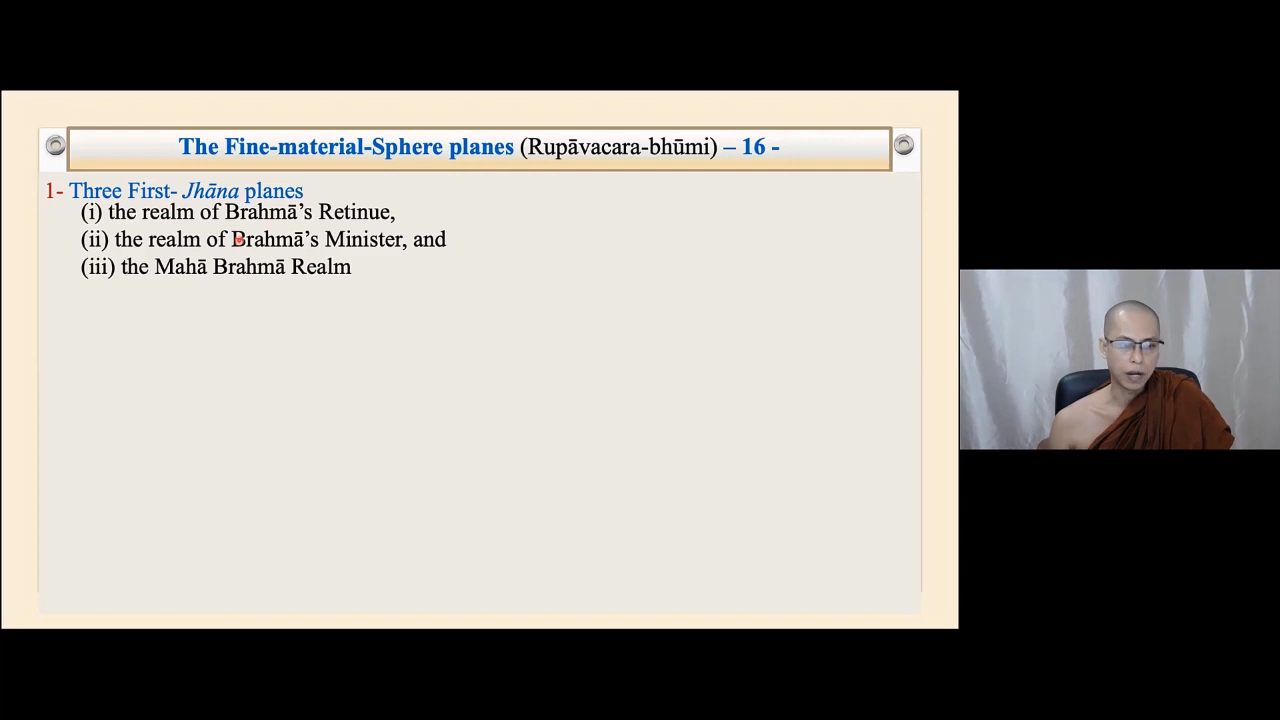 The Fine-material-Sphere planes (Rupāvacara-bhūmi) – 16 -
1- Three First- Jhāna planes
(i) the realm of Brahmā’s Retinue,
(ii) the realm of Brahmā’s Minister, and
(iii) the Mahā Brahmā Realm